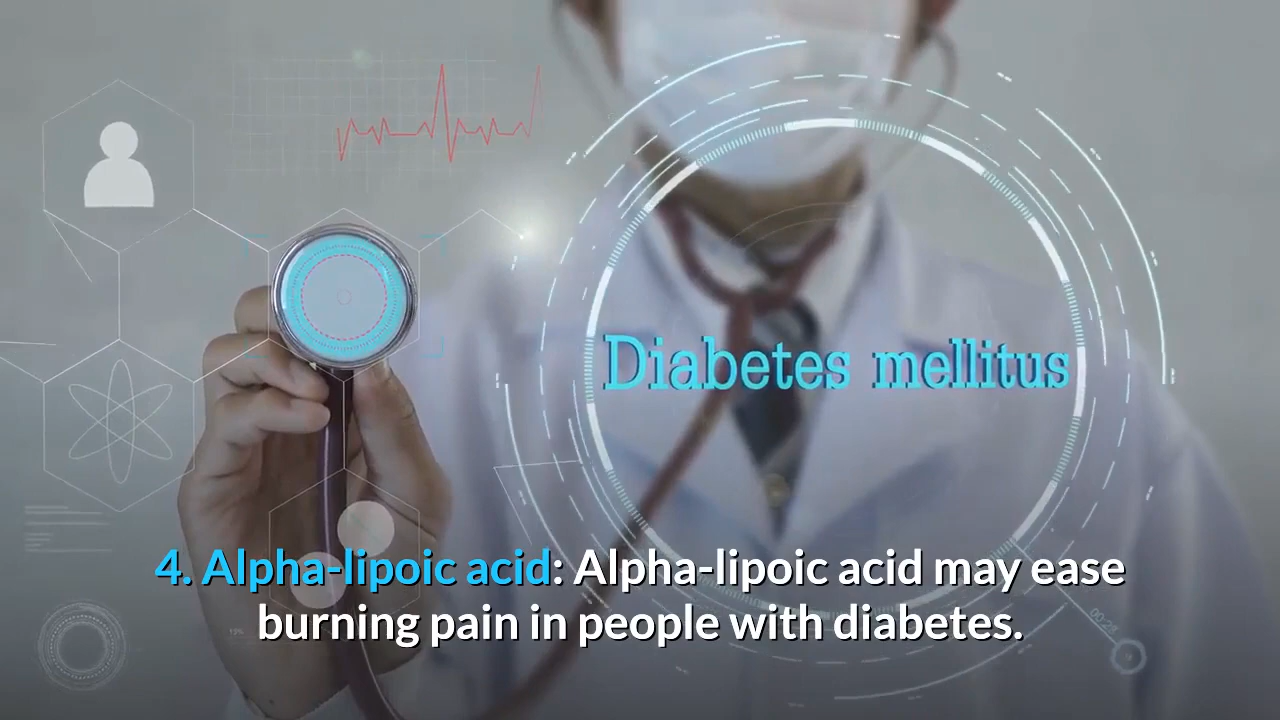 Diabetes mellitus
4. Alpha-lipoic acid: Alpha-lipoic acid may ease
burning pain in people with diabetes.